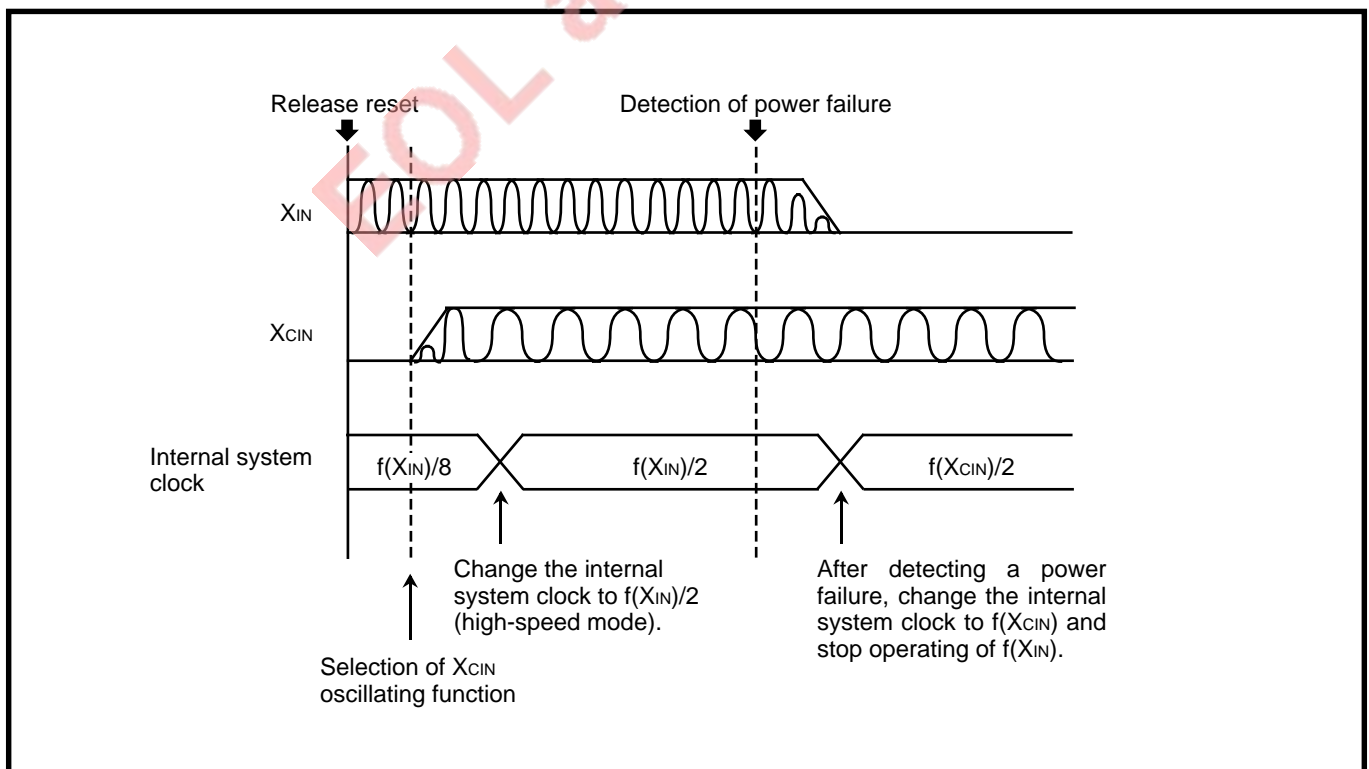 EOL a
Release reset
Detection of power failure
XIN
XCIN
Internal system
clock
f(XIN)/8
f(XIN)/2
f(XCIN)/2
Change the internal
system clock to f(XIN)/2
(high-speed mode).
After detecting a power
failure, change the internal
system clock to f(XCIN) and
stop operating of f(XIN).
Selection of XCIN
oscillating function